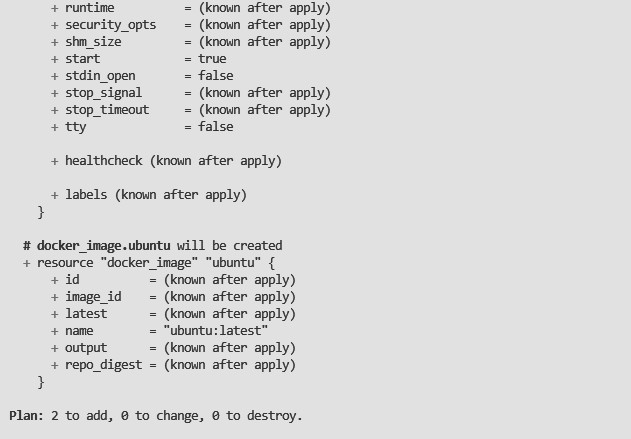 + runtime          = (known after apply)
      + security_opts    = (known after apply)
      + shm_size         = (known after apply)
      + start            = true
      + stdin_open       = false
      + stop_signal      = (known after apply)
      + stop_timeout     = (known after apply)
      + tty              = false

      + healthcheck (known after apply)

      + labels (known after apply)
    }

  # docker_image.ubuntu will be created
  + resource "docker_image" "ubuntu" {
      + id          = (known after apply)
      + image_id    = (known after apply)
      + latest      = (known after apply)
      + name        = "ubuntu:latest"
      + output      = (known after apply)
      + repo_digest = (known after apply)
    }

Plan: 2 to add, 0 to change, 0 to destroy.